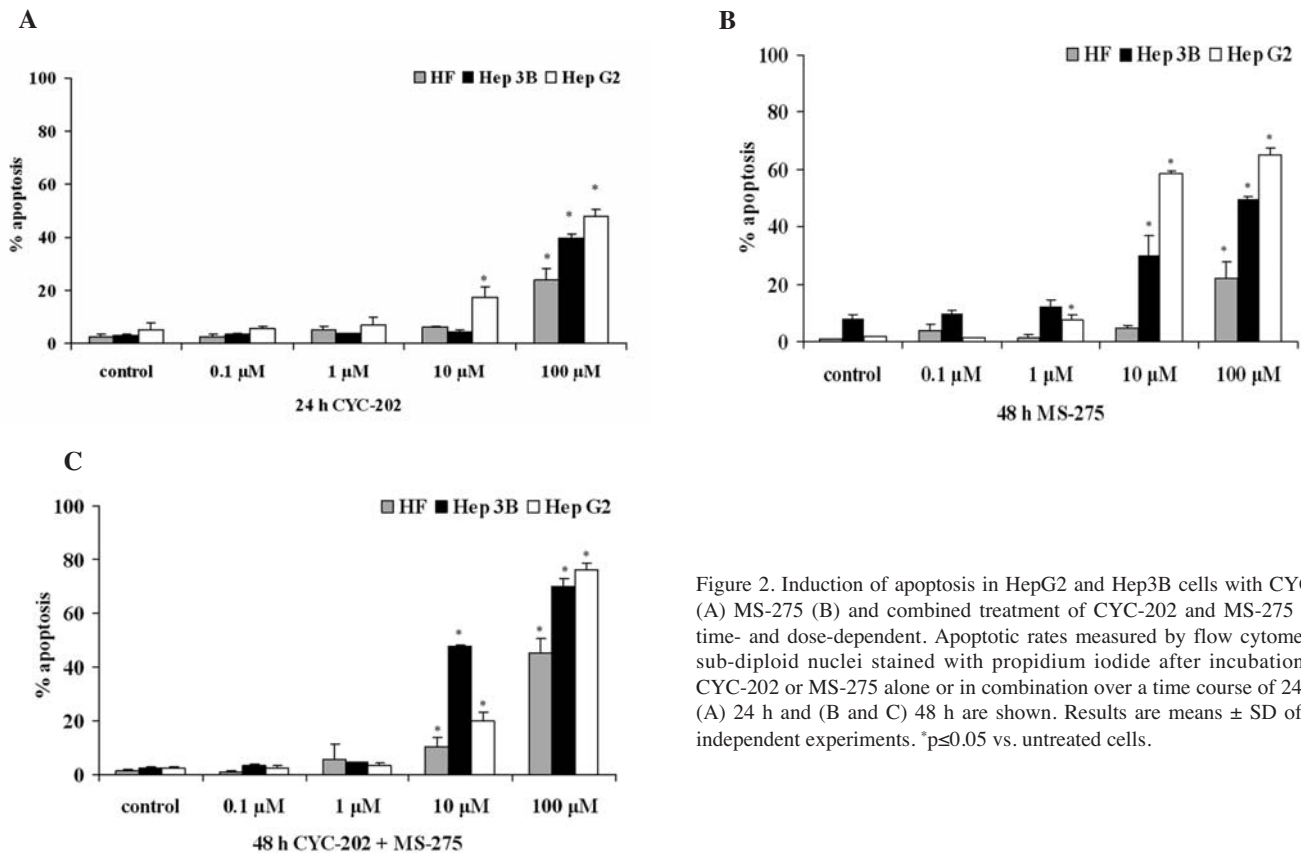 A
HF Hep 3B Hep G2
100
80
60
40
20
0
% apoptosis
* * * *
control 0.1 µM 1 µM 10 µM 100 µM
24 h CYC-202
B
HF Hep 3B Hep G2
100
80
60
40
20
0
% apoptosis
* * * * * *
control 0.1 µM 1 µM 10 µM 100 µM
48 h MS-275
C
HF Hep 3B Hep G2
100
80
60
40
20
0
% apoptosis
* * * * * *
control 0.1 µM 1 µM 10 µM 100 µM
48 h CYC-202 + MS-275
Figure 2. Induction of apoptosis in HepG2 and Hep3B cells with CYC
(A) MS-275 (B) and combined treatment of CYC-202 and MS-275
time- and dose-dependent. Apoptotic rates measured by flow cytome
sub-diploid nuclei stained with propidium iodide after incubation
CYC-202 or MS-275 alone or in combination over a time course of 24
(A) 24 h and (B and C) 48 h are shown. Results are means ± SD of
independent experiments. *p≤0.05 vs. untreated cells.